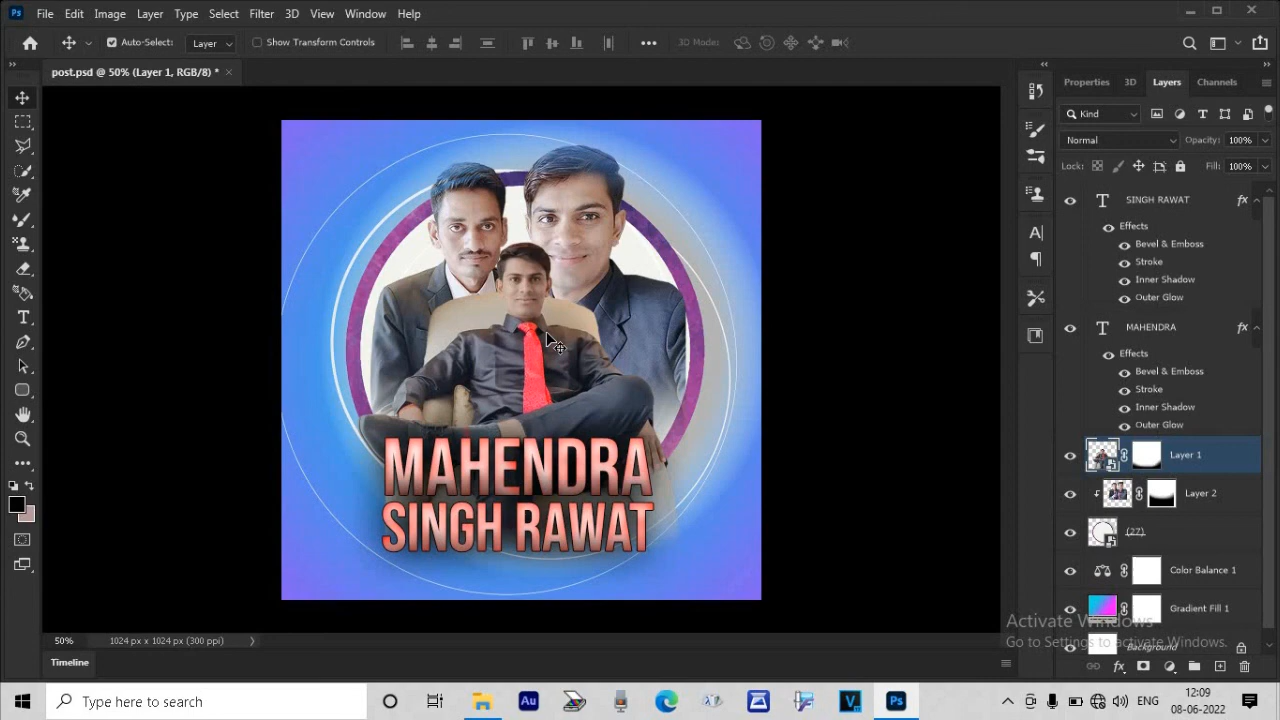 Ps File Edit Image Layer Type Select Filter 3D View Window Help
Auto-Select: Layer Show Transform Controls 3D Mode:
post.psd @ 50% (Layer 1, RGB/8) * ×
Properties 3D Layers Channels
Kind
Normal Opacity: 100%
Lock: Fill: 100%
SINGH RAWAT fx
Effects
Bevel & Emboss
Stroke
Inner Shadow
Outer Glow
MAHENDRA fx
Effects
Bevel & Emboss
Stroke
Inner Shadow
Outer Glow
Layer 1
Layer 2
(27)
Color Balance 1
Gradient Fill 1
Background
MAHENDRA
SINGH RAWAT
Activate Windows
Go to Settings to activate Windows.
50% 1024 px x 1024 px (300 ppi)
Timeline
Type here to search
Au
Ps
ENG
12:09
08-06-2022